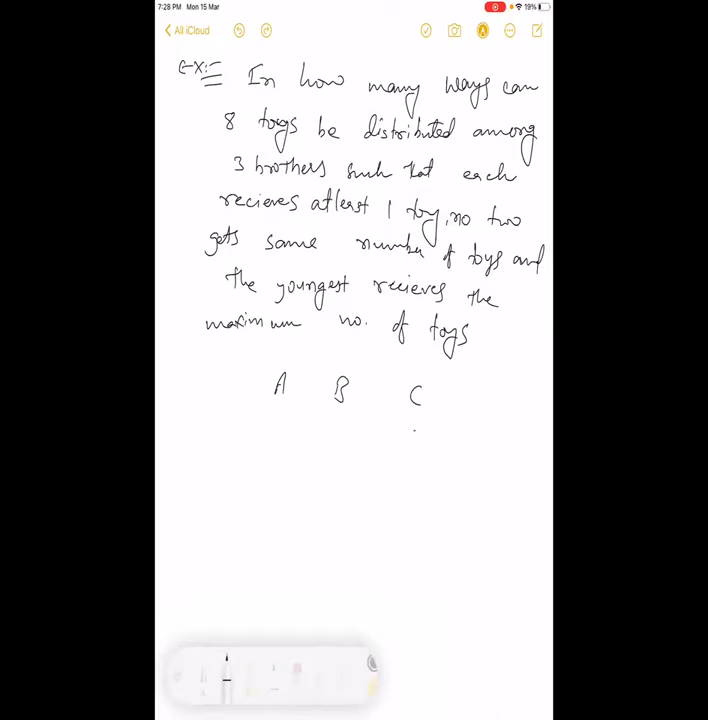 7:28 PM Mon 15 Mar
19%
All iCloud
Ex:- In how many ways can
8 toys be distributed among
3 brothers such that each
recieves atleast 1 toy, no two
gets same number of toys and
The youngest recieves the
maximum no. of toys
A B C